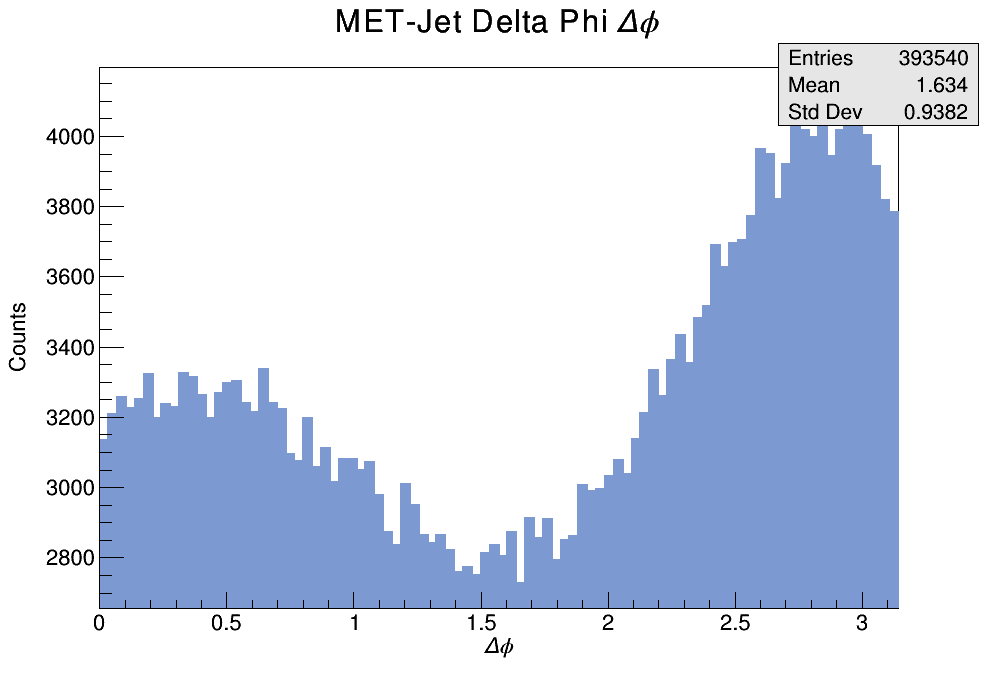 MET-Jet Delta Phi Δϕ
Entries 393540
Mean 1.634
Std Dev 0.9382
Counts
4000
3800
3600
3400
3200
3000
2800
0 0.5 1 1.5 2 2.5 3
Δϕ